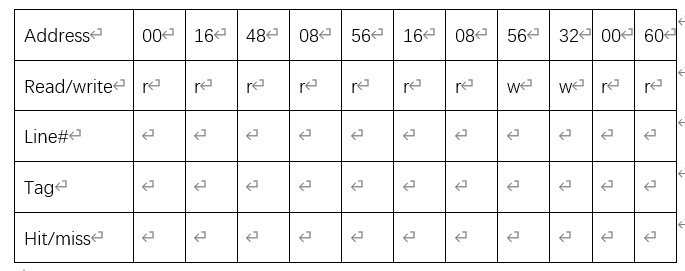 Address↵ 00↵ 16↵ 48↵ 08↵ 56↵ 16↵ 08↵ 56↵ 32↵ 00↵ 60↵ ↵
Read/write↵ r↵ r↵ r↵ r↵ r↵ r↵ r↵ w↵ w↵ r↵ r↵ ↵
Line#↵ ↵ ↵ ↵ ↵ ↵ ↵ ↵ ↵ ↵ ↵ ↵ ↵
Tag↵ ↵ ↵ ↵ ↵ ↵ ↵ ↵ ↵ ↵ ↵ ↵ ↵
Hit/miss↵ ↵ ↵ ↵ ↵ ↵ ↵ ↵ ↵ ↵ ↵ ↵ ↵